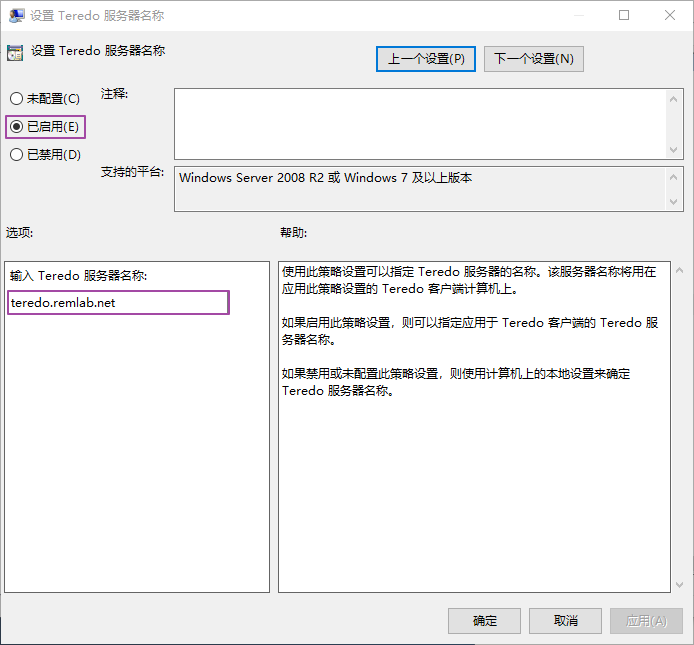 设置 Teredo 服务器名称
设置 Teredo 服务器名称
上一个设置(P)
下一个设置(N)
未配置(C)
注释:
已启用(E)
已禁用(D)
支持的平台:
Windows Server 2008 R2 或 Windows 7 及以上版本
选项:
帮助:
输入 Teredo 服务器名称:
teredo.remlab.net
使用此策略设置可以指定 Teredo 服务器的名称。该服务器名称将用在
应用此策略设置的 Teredo 客户端计算机上。
如果启用此策略设置，则可以指定应用于 Teredo 客户端的 Teredo 服
务器名称。
如果禁用或未配置此策略设置，则使用计算机上的本地设置来确定
Teredo 服务器名称。
确定
取消
应用(A)